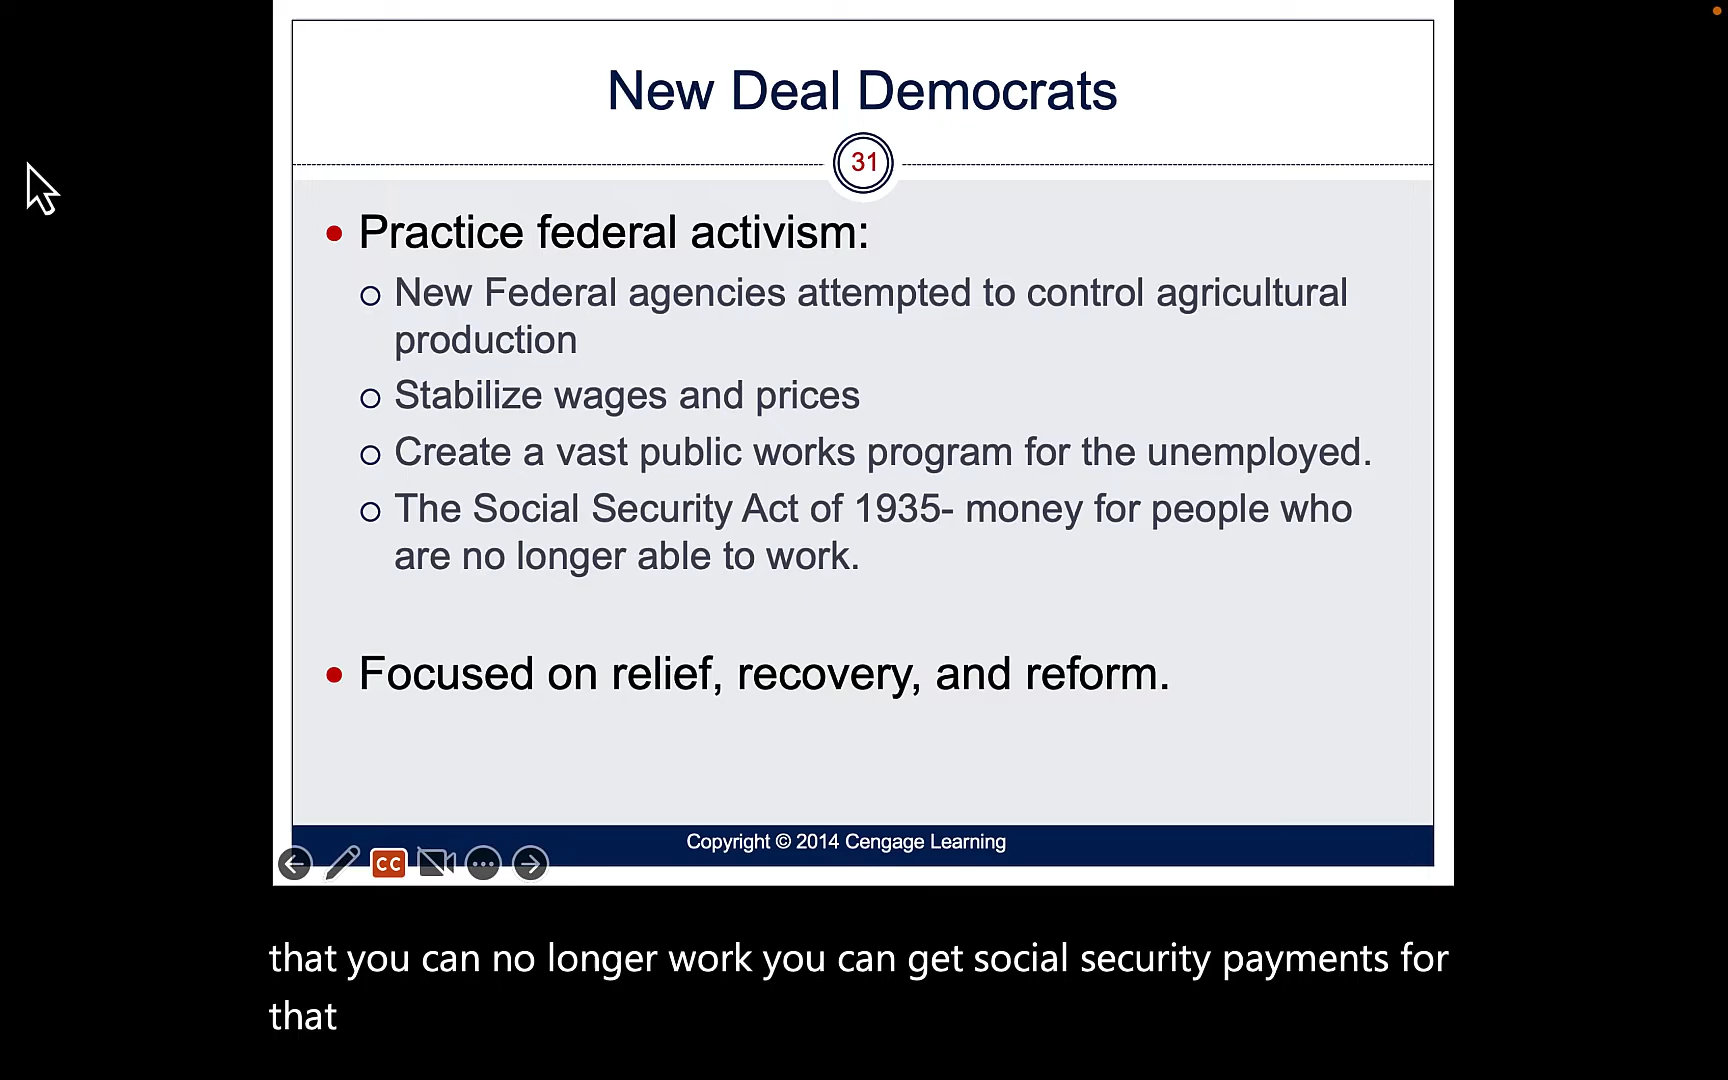 New Deal Democrats
31
• Practice federal activism:
o New Federal agencies attempted to control agricultural
production
o Stabilize wages and prices
o Create a vast public works program for the unemployed.
o The Social Security Act of 1935- money for people who
are no longer able to work.
• Focused on relief, recovery, and reform.
Copyright © 2014 Cengage Learning
CC
that you can no longer work you can get social security payments for
that